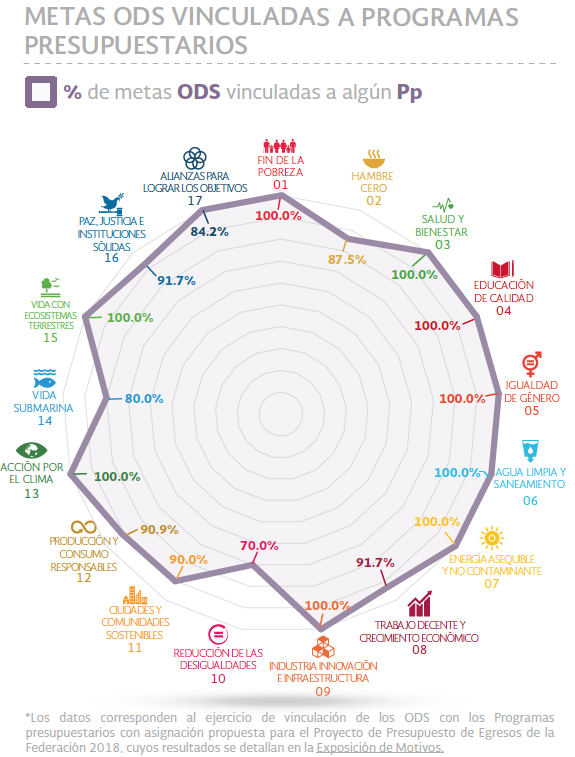 METAS ODS VINCULADAS A PROGRAMAS
PRESUPUESTARIOS
% de metas ODS vinculadas a algún Pp
FIN DE LA
POBREZA
01
100.0%
HAMBRE
CERO
02
87.5%
SALUD Y
BIENESTAR
03
100.0%
EDUCACIÓN
DE CALIDAD
04
100.0%
IGUALDAD
DE GÉNERO
05
100.0%
AGUA LIMPIA Y
SANEAMIENTO
06
100.0%
ENERGÍA ASEQUIBLE
Y NO CONTAMINANTE
07
100.0%
TRABAJO DECENTE Y
CRECIMIENTO ECONÓMICO
08
91.7%
INDUSTRIA INNOVACIÓN
E INFRAESTRUCTURA
09
100.0%
REDUCCIÓN DE LAS
DESIGUALDADES
10
70.0%
CIUDADES Y
COMUNIDADES
SOSTENIBLES
11
90.0%
PRODUCCIÓN Y
CONSUMO
RESPONSABLES
12
90.9%
ACCIÓN POR
EL CLIMA
13
100.0%
VIDA
SUBMARINA
14
80.0%
VIDA CON
ECOSISTEMAS
TERRESTRES
15
100.0%
PAZ, JUSTICIA E
INSTITUCIONES
SÓLIDAS
16
91.7%
ALIANZAS PARA
LOGRAR LOS OBJETIVOS
17
84.2%
*Los datos corresponden al ejercicio de vinculación de los ODS con los Programas
presupuestarios con asignación propuesta para el Proyecto de Presupuesto de Egresos de la
Federación 2018, cuyos resultados se detallan en la Exposición de Motivos.